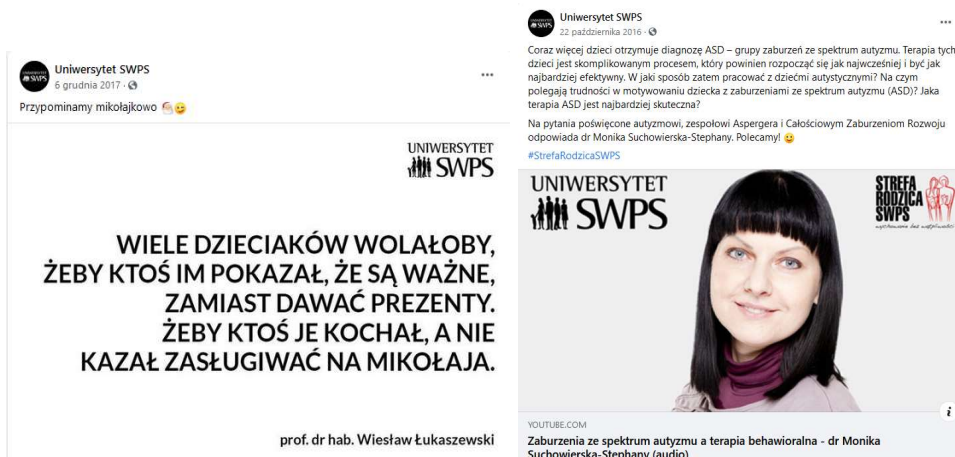 Uniwersytet SWPS
6 grudnia 2017
Przypominamy mikołajkowo
UNIWERSYTET
SWPS
WIELE DZIECIAKÓW WOLAŁOBY,
ŻEBY KTOŚ IM POKAZAŁ, ŻE SĄ WAŻNE,
ZAMIAST DAWAĆ PREZENTY.
ŻEBY KTOŚ JE KOCHAŁ, A NIE
KAZAŁ ZASŁUGIWAĆ NA MIKOŁAJA.
prof. dr hab. Wiesław Łukaszewski
Uniwersytet SWPS
22 października 2016
Coraz więcej dzieci otrzymuje diagnozę ASD – grupy zaburzeń ze spektrum autyzmu. Terapia tych
dzieci jest skomplikowanym procesem, który powinien rozpocząć się jak najwcześniej i być jak
najbardziej efektywny. W jaki sposób zatem pracować z dziećmi autystycznymi? Na czym
polegają trudności w motywowaniu dziecka z zaburzeniami ze spektrum autyzmu (ASD)? Jaka
terapia ASD jest najbardziej skuteczna?
Na pytania poświęcone autyzmowi, zespołowi Aspergera i Całościowym Zaburzeniom Rozwoju
odpowiada dr Monika Suchowierska-Stephany. Polecamy!
#StrefaRodzicaSWPS
UNIWERSYTET
SWPS
STREFA
RODZICA
SWPS
wychowanie bez wątpliwości
YOUTUBE.COM
Zaburzenia ze spektrum autyzmu a terapia behawioralna - dr Monika
Suchowierska-Stephany (audio)